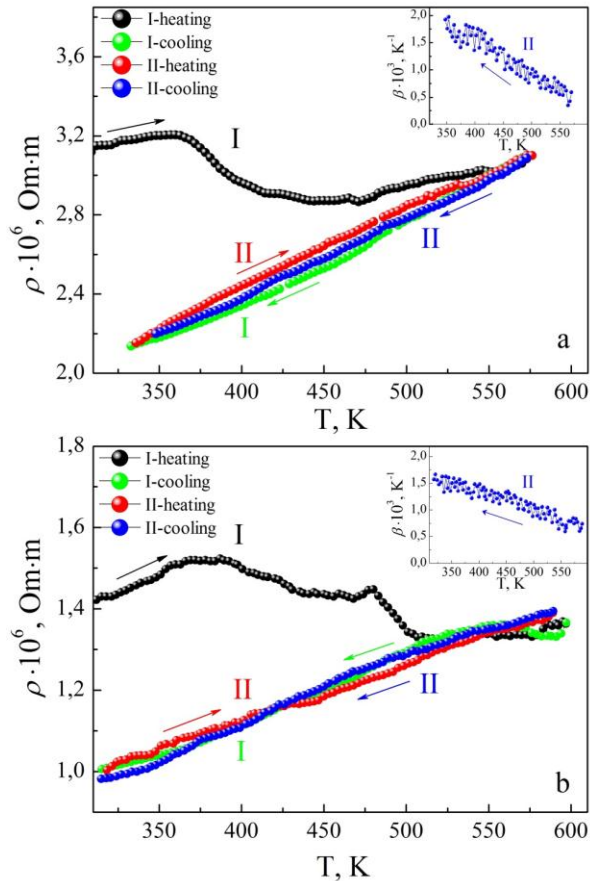 a
I-heating
I-cooling
II-heating
II-cooling
I
II
II
I
ρ·10⁶, Om·m
3,6
3,2
2,8
2,4
2,0
350 400 450 500 550 600
T, K
II
β·10³, K⁻¹
2,0
1,5
1,0
0,5
0,0
350 400 450 500 550
T, K
a
b
I-heating
I-cooling
II-heating
II-cooling
I
II
II
I
ρ·10⁶, Om·m
1,8
1,6
1,4
1,2
1,0
350 400 450 500 550 600
T, K
II
β·10³, K⁻¹
2,0
1,5
1,0
0,5
0,0
350 400 450 500 550
T, K
b